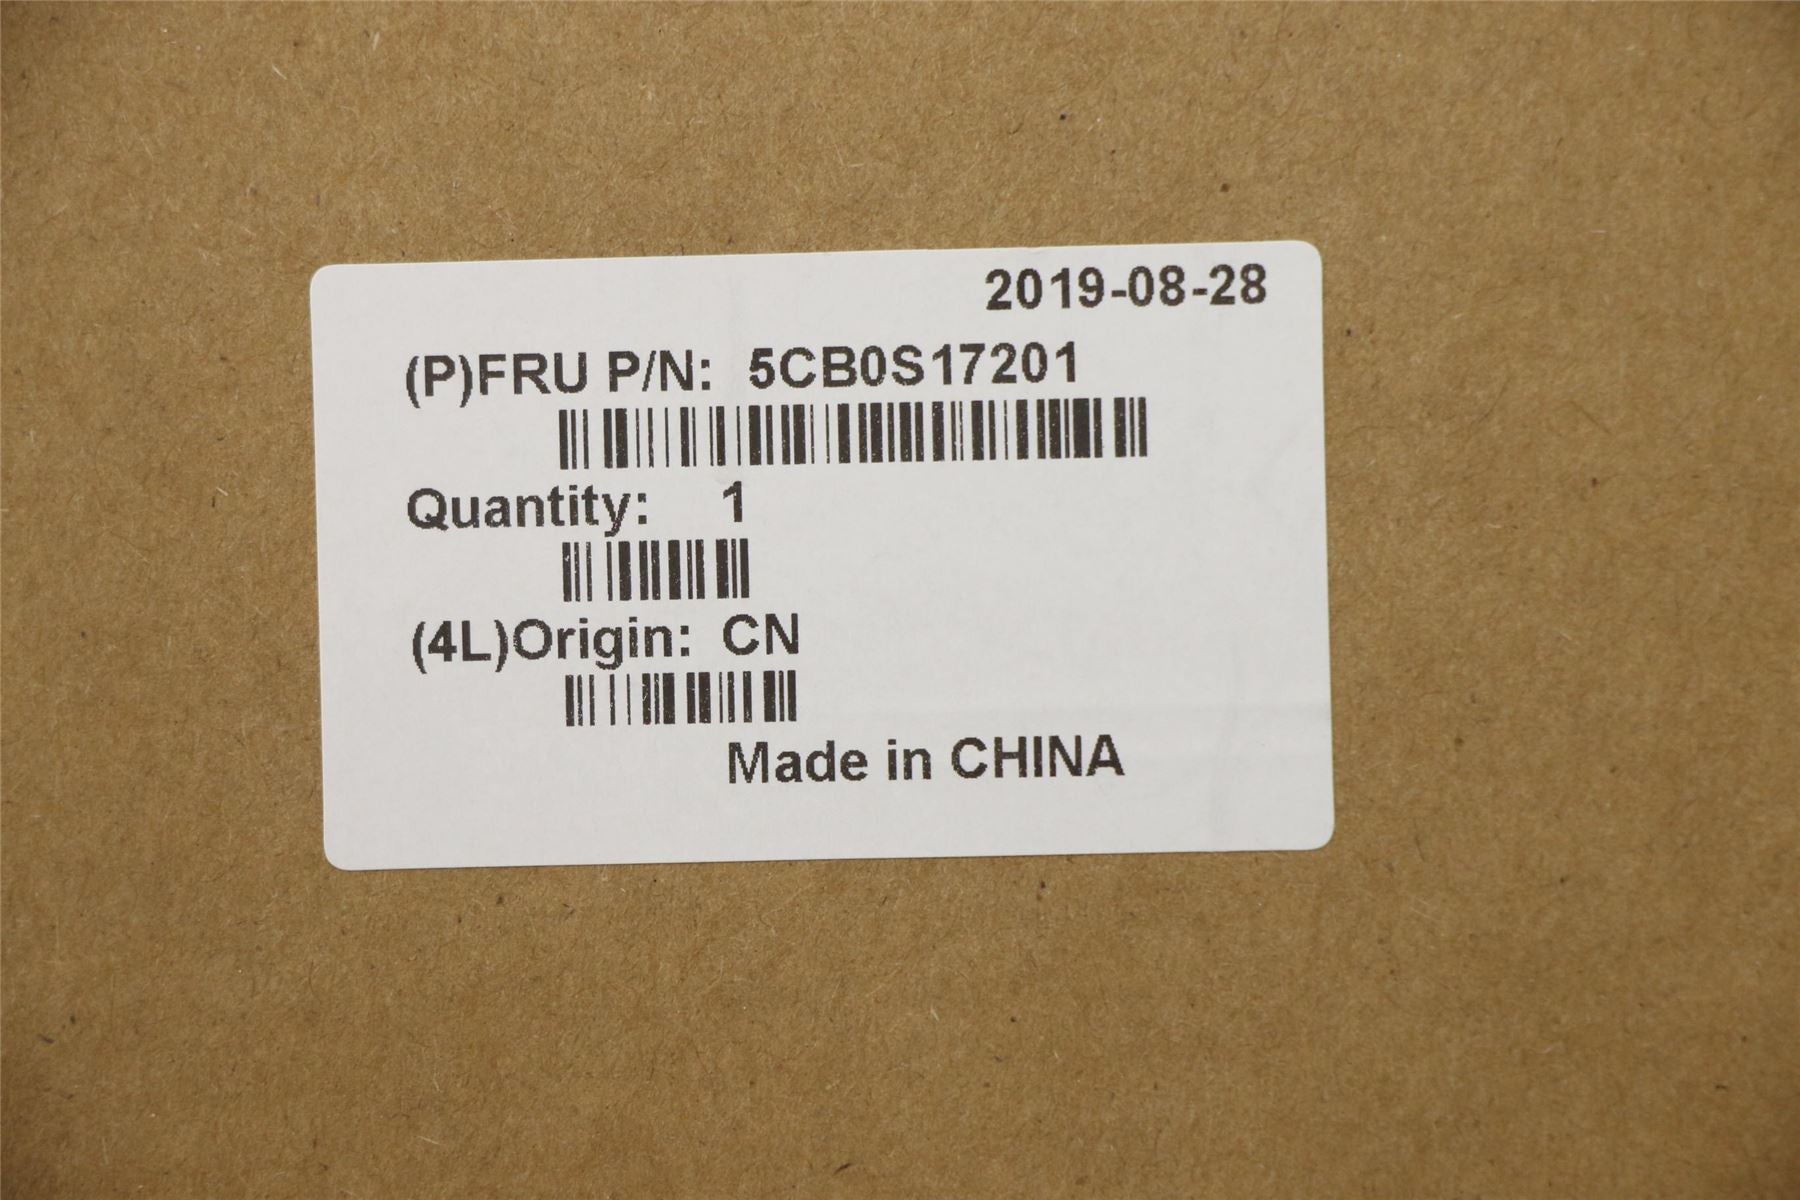 2019-08-28
(P)FRU P/N: 5CB0S17201
Quantity: 1
(4L)Origin: CN
Made in CHINA